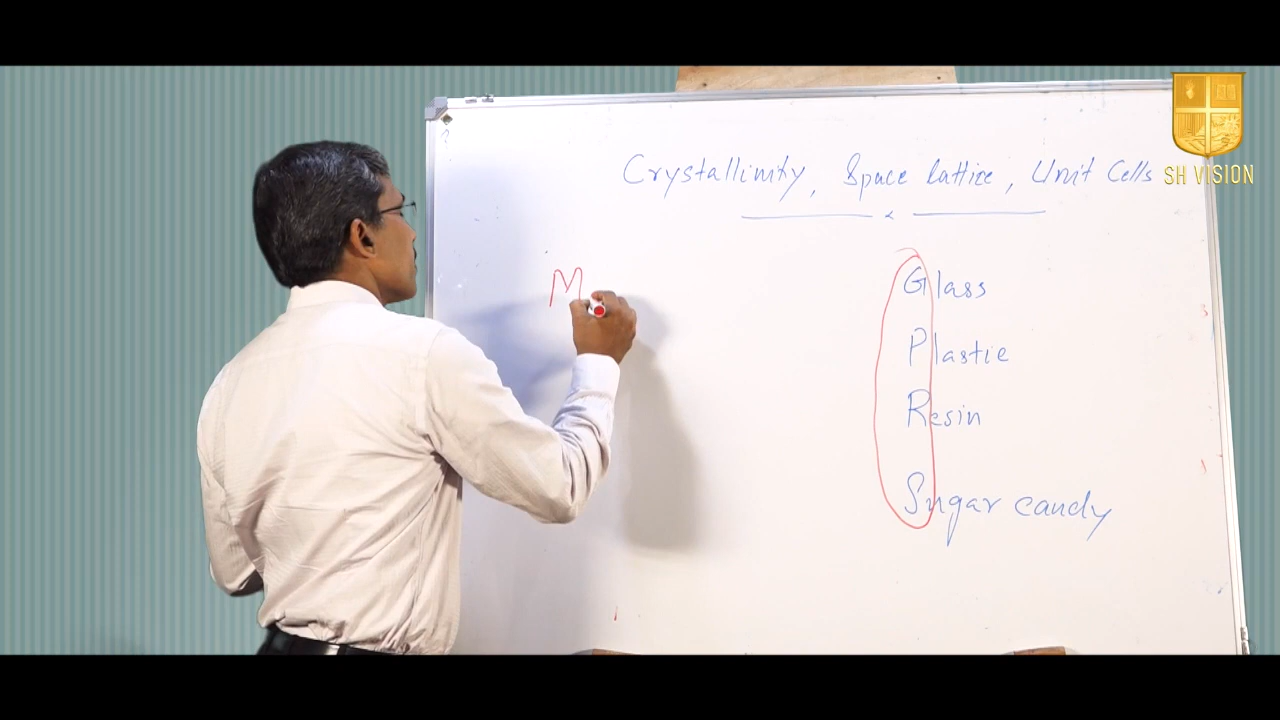 Crystallinity, Space lattice, Unit Cells
SH VISION
M
Glass
Plastic
Resin
Sugar candy